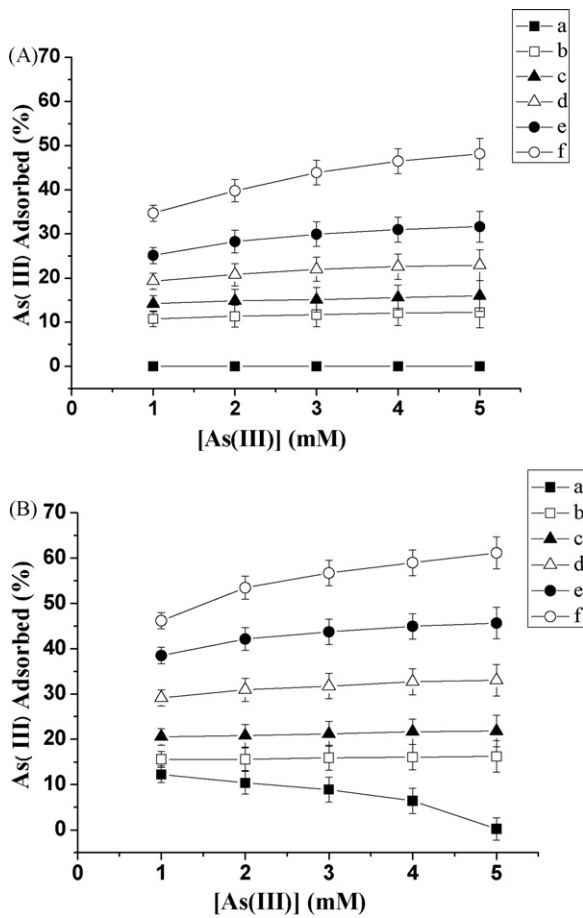 (A)
a
b
c
d
e
f
As(III) Adsorbed (%)
70
60
50
40
30
20
10
0
0 1 2 3 4 5
[As(III)] (mM)
(B)
a
b
c
d
e
f
As(III) Adsorbed (%)
70
60
50
40
30
20
10
0
0 1 2 3 4 5
[As(III)] (mM)